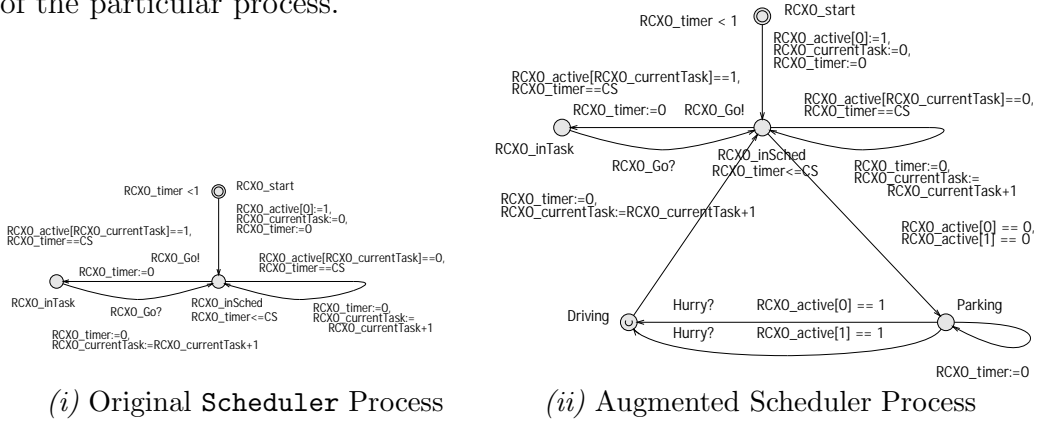 of the particular process.
RCX0_timer <1
RCX0_start
RCX0_active[0]:=1,
RCX0_currentTask:=0,
RCX0_timer:=0
RCX0_active[RCX0_currentTask]==1,
RCX0_timer==CS
RCX0_Go!
RCX0_timer:=0
RCX0_active[RCX0_currentTask]==0,
RCX0_timer==CS
RCX0_inTask
RCX0_Go?
RCX0_inSched
RCX0_timer<=CS
RCX0_timer:=0,
RCX0_currentTask:=
RCX0_currentTask+1
RCX0_timer:=0,
RCX0_currentTask:=RCX0_currentTask+1
(i) Original Scheduler Process
RCX0_timer < 1
RCX0_start
RCX0_active[0]:=1,
RCX0_currentTask:=0,
RCX0_timer:=0
RCX0_active[RCX0_currentTask]==1,
RCX0_timer==CS
RCX0_timer:=0
RCX0_Go!
RCX0_active[RCX0_currentTask]==0,
RCX0_timer==CS
RCX0_inTask
RCX0_Go?
RCX0_inSched
RCX0_timer<=CS
RCX0_timer:=0,
RCX0_currentTask:=
RCX0_currentTask+1
RCX0_timer:=0,
RCX0_currentTask:=RCX0_currentTask+1
RCX0_active[0] == 0,
RCX0_active[1] == 0
Driving
Hurry? RCX0_active[0] == 1
Parking
Hurry? RCX0_active[1] == 1
RCX0_timer:=0
(ii) Augmented Scheduler Process